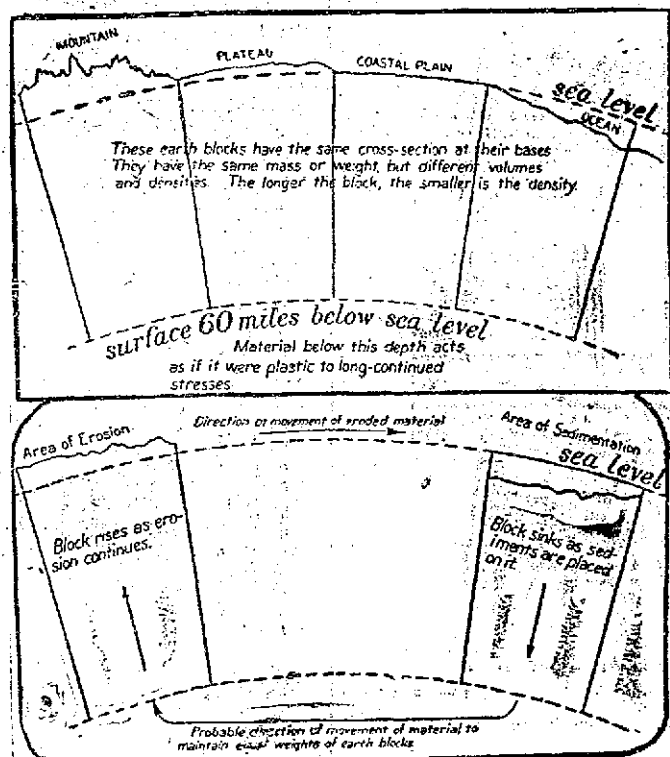 MOUNTAIN
PLATEAU
COASTAL PLAIN
sea level
OCEAN
These earth blocks have the same cross-section at their bases
They have the same mass or weight, but different volumes
and densities. The longer the block, the smaller is the density.
surface 60 miles below sea level
Material below this depth acts
as if it were plastic to long-continued
stresses
Area of Erosion
Direction of movement of eroded material
Area of Sedimentation
sea level
Block rises as ero-
sion continues.
Block sinks as sed-
iments are placed
on it
Probable direction of movement of material to
maintain equal weights of earth blocks